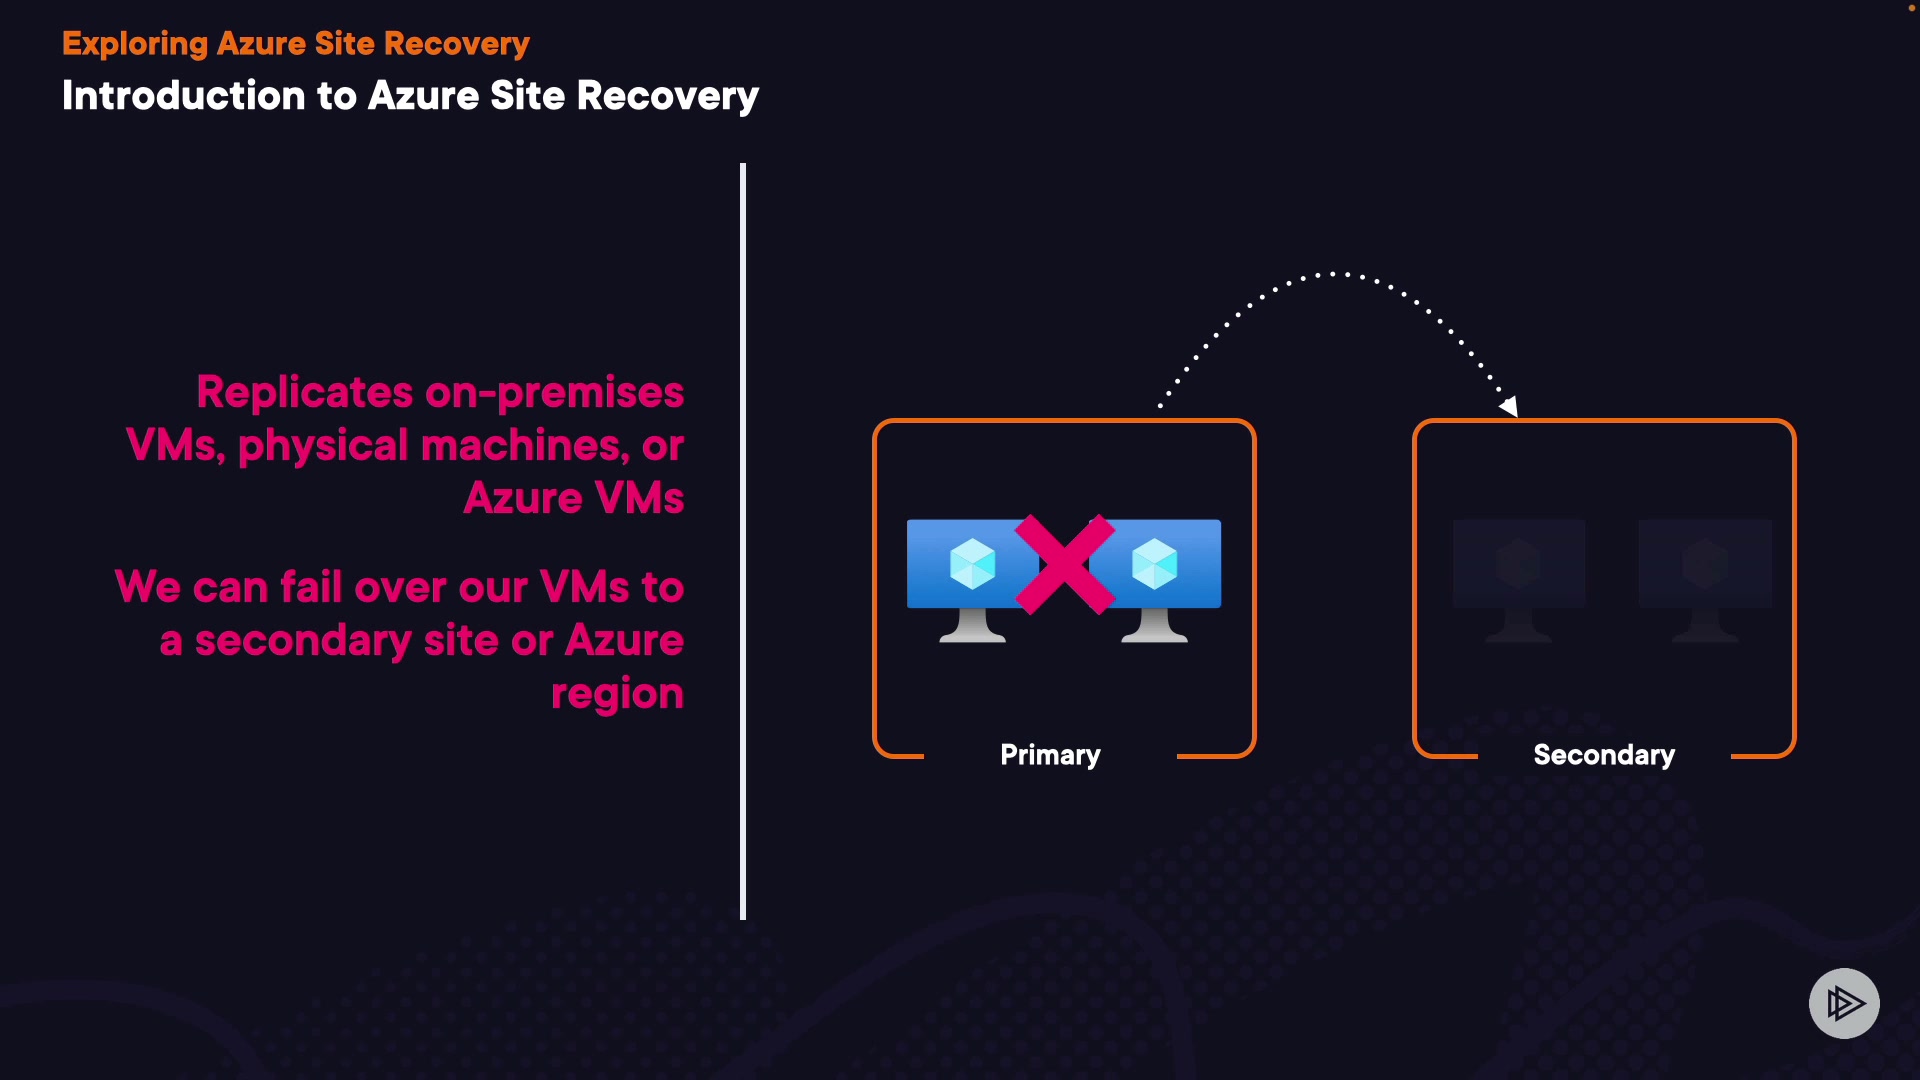 Exploring Azure Site Recovery
Introduction to Azure Site Recovery
Replicates on-premises
VMs, physical machines, or
Azure VMs
We can fail over our VMs to
a secondary site or Azure
region
Primary
Secondary